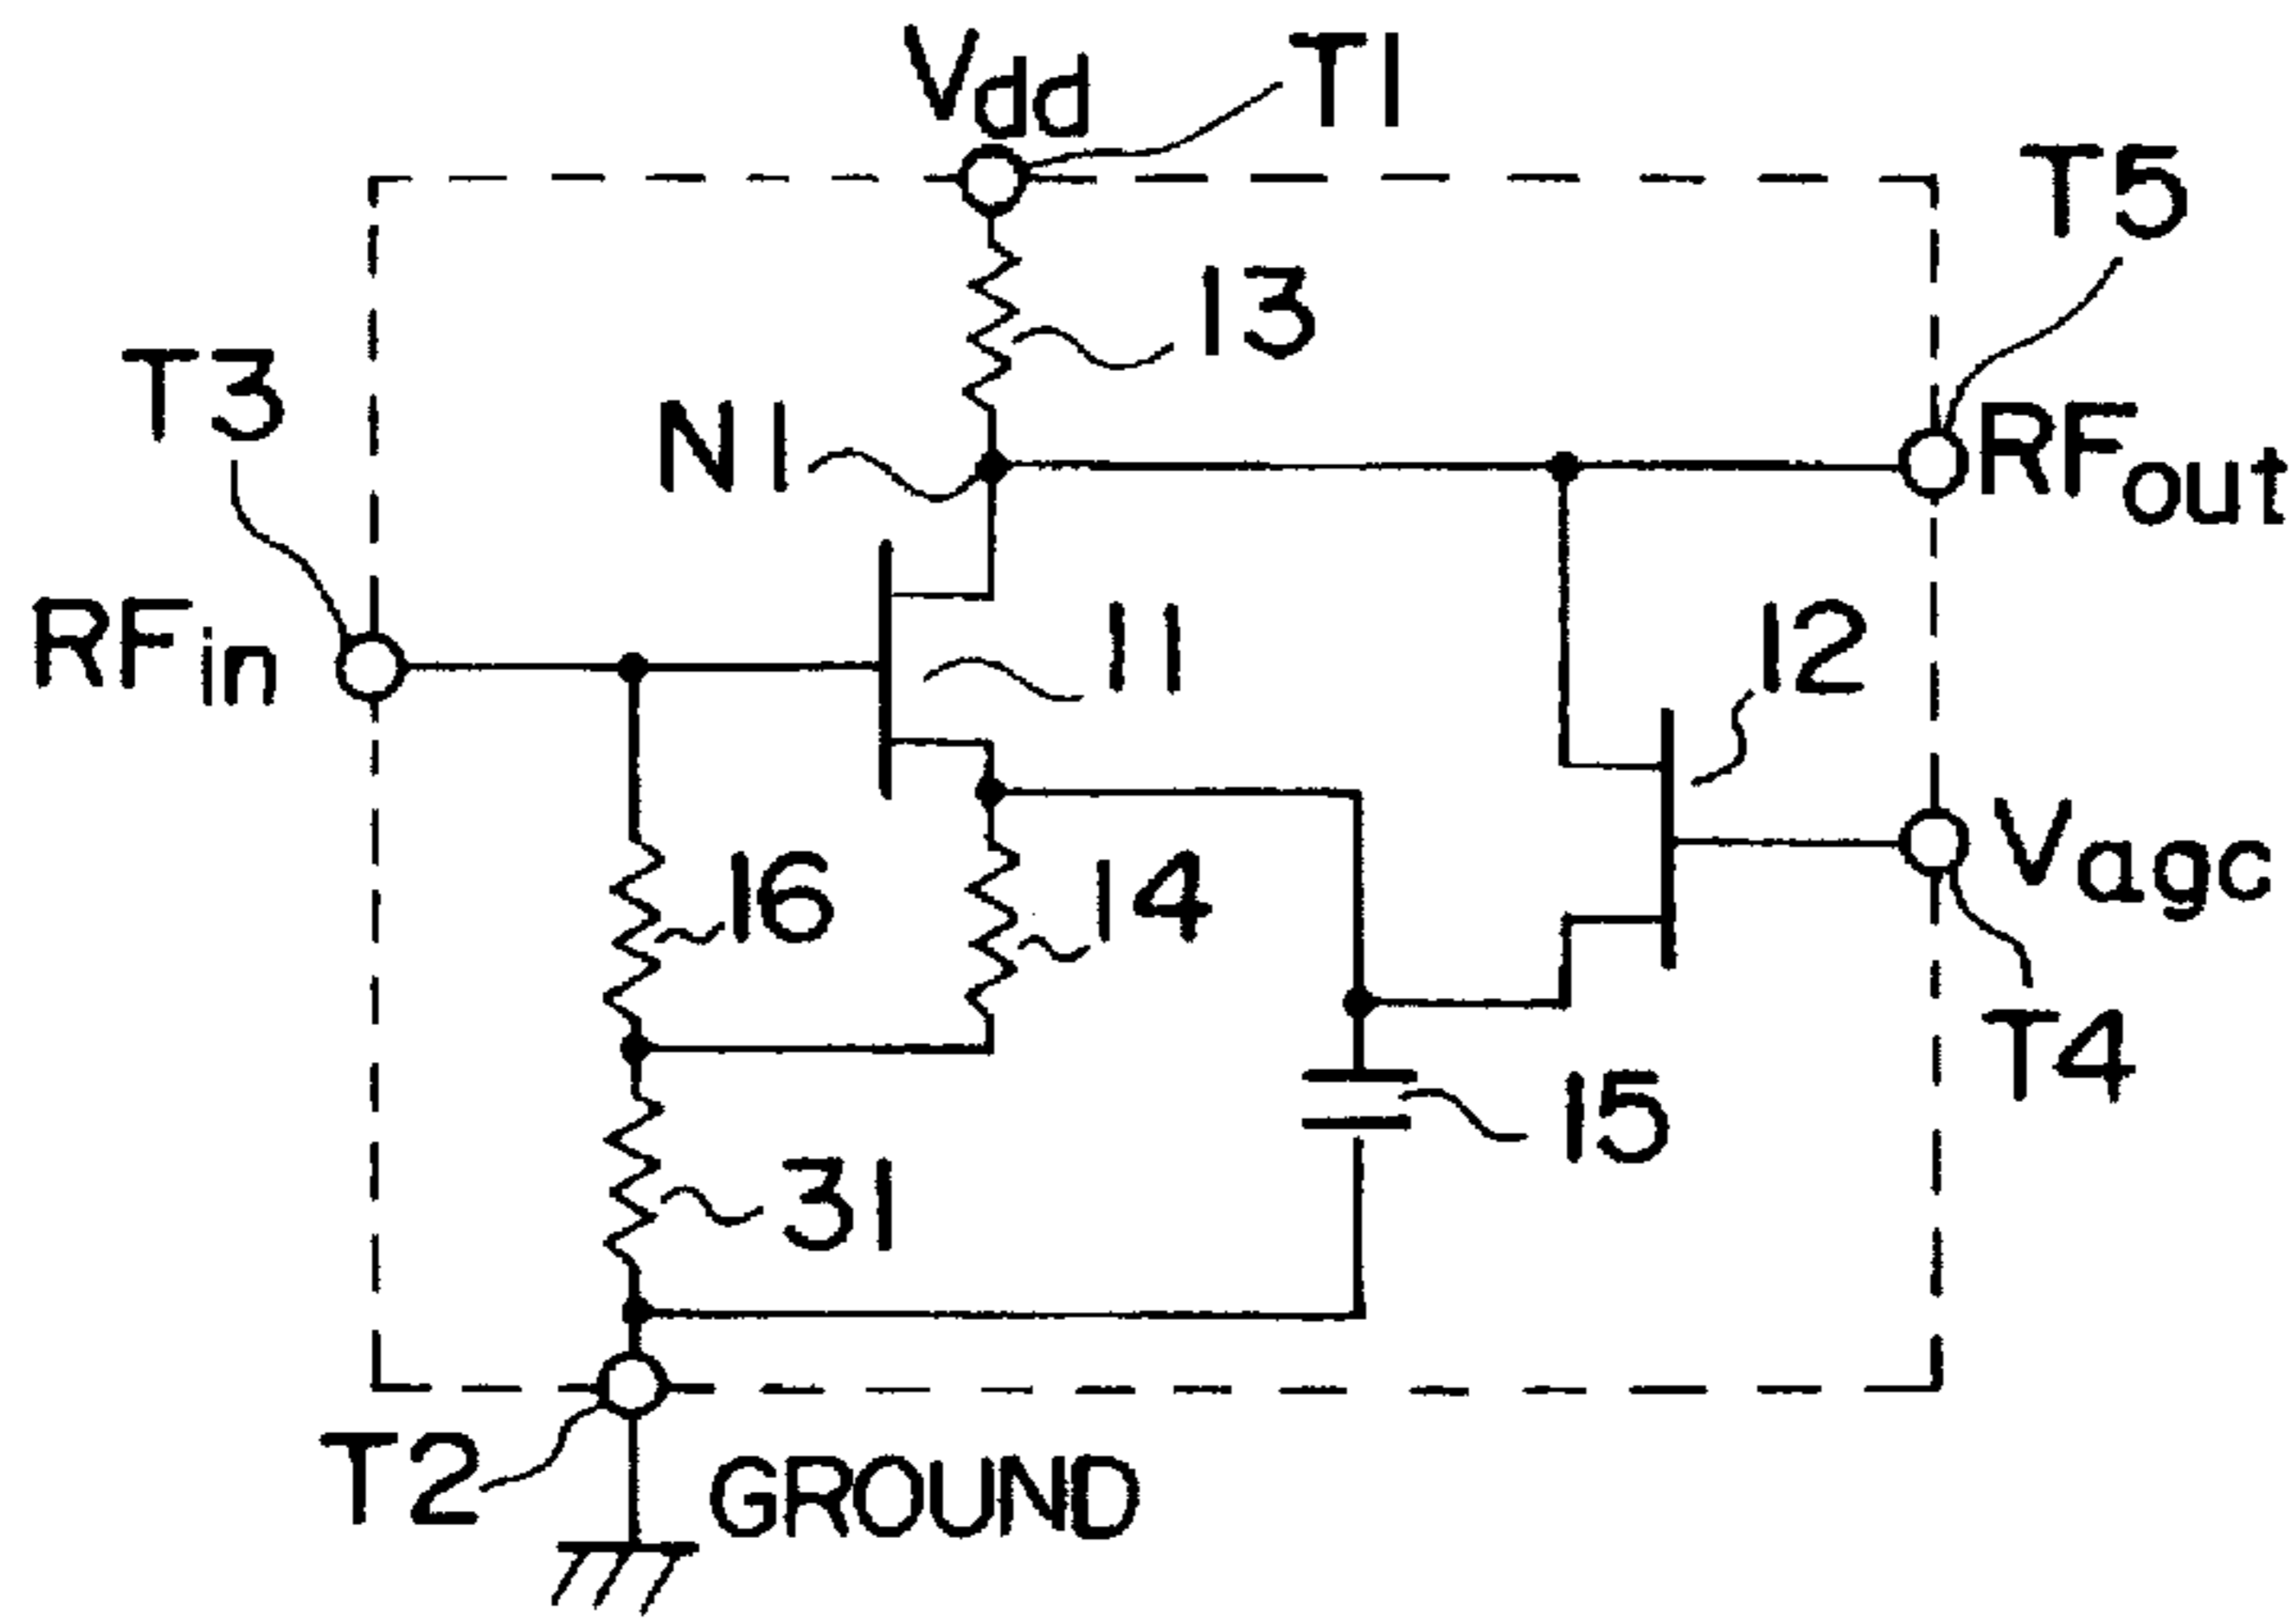 Vdd
T1
T5
13
T3
N1
RFout
RFin
11
12
16
14
Vagc
T4
15
31
T2
GROUND